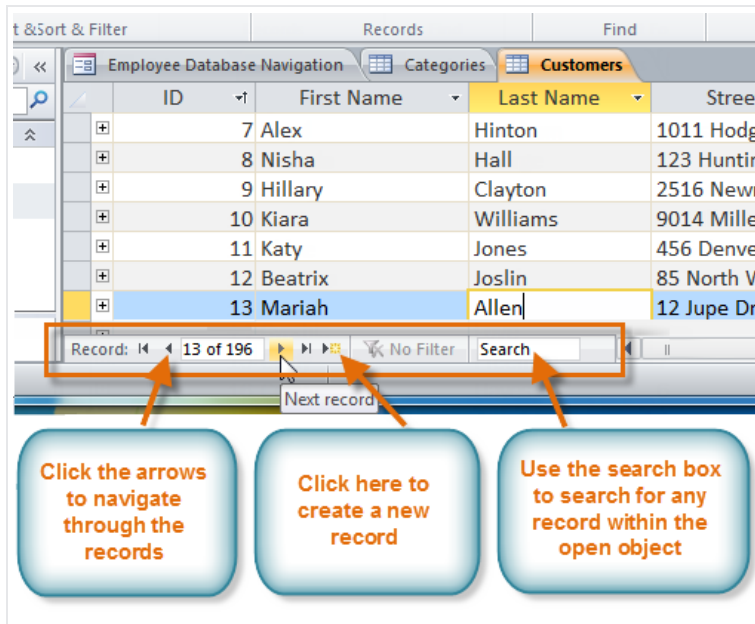 t &Sort & Filter Records Find
Employee Database Navigation Categories Customers
ID First Name Last Name Stree
7 Alex Hinton 1011 Hodg
8 Nisha Hall 123 Huntin
9 Hillary Clayton 2516 Newn
10 Kiara Williams 9014 Mille
11 Katy Jones 456 Denve
12 Beatrix Joslin 85 North W
13 Mariah Allen 12 Jupe Dr
Record: 13 of 196 No Filter Search
Next record
Click the arrows
to navigate
through the
records
Click here to
create a new
record
Use the search box
to search for any
record within the
open object